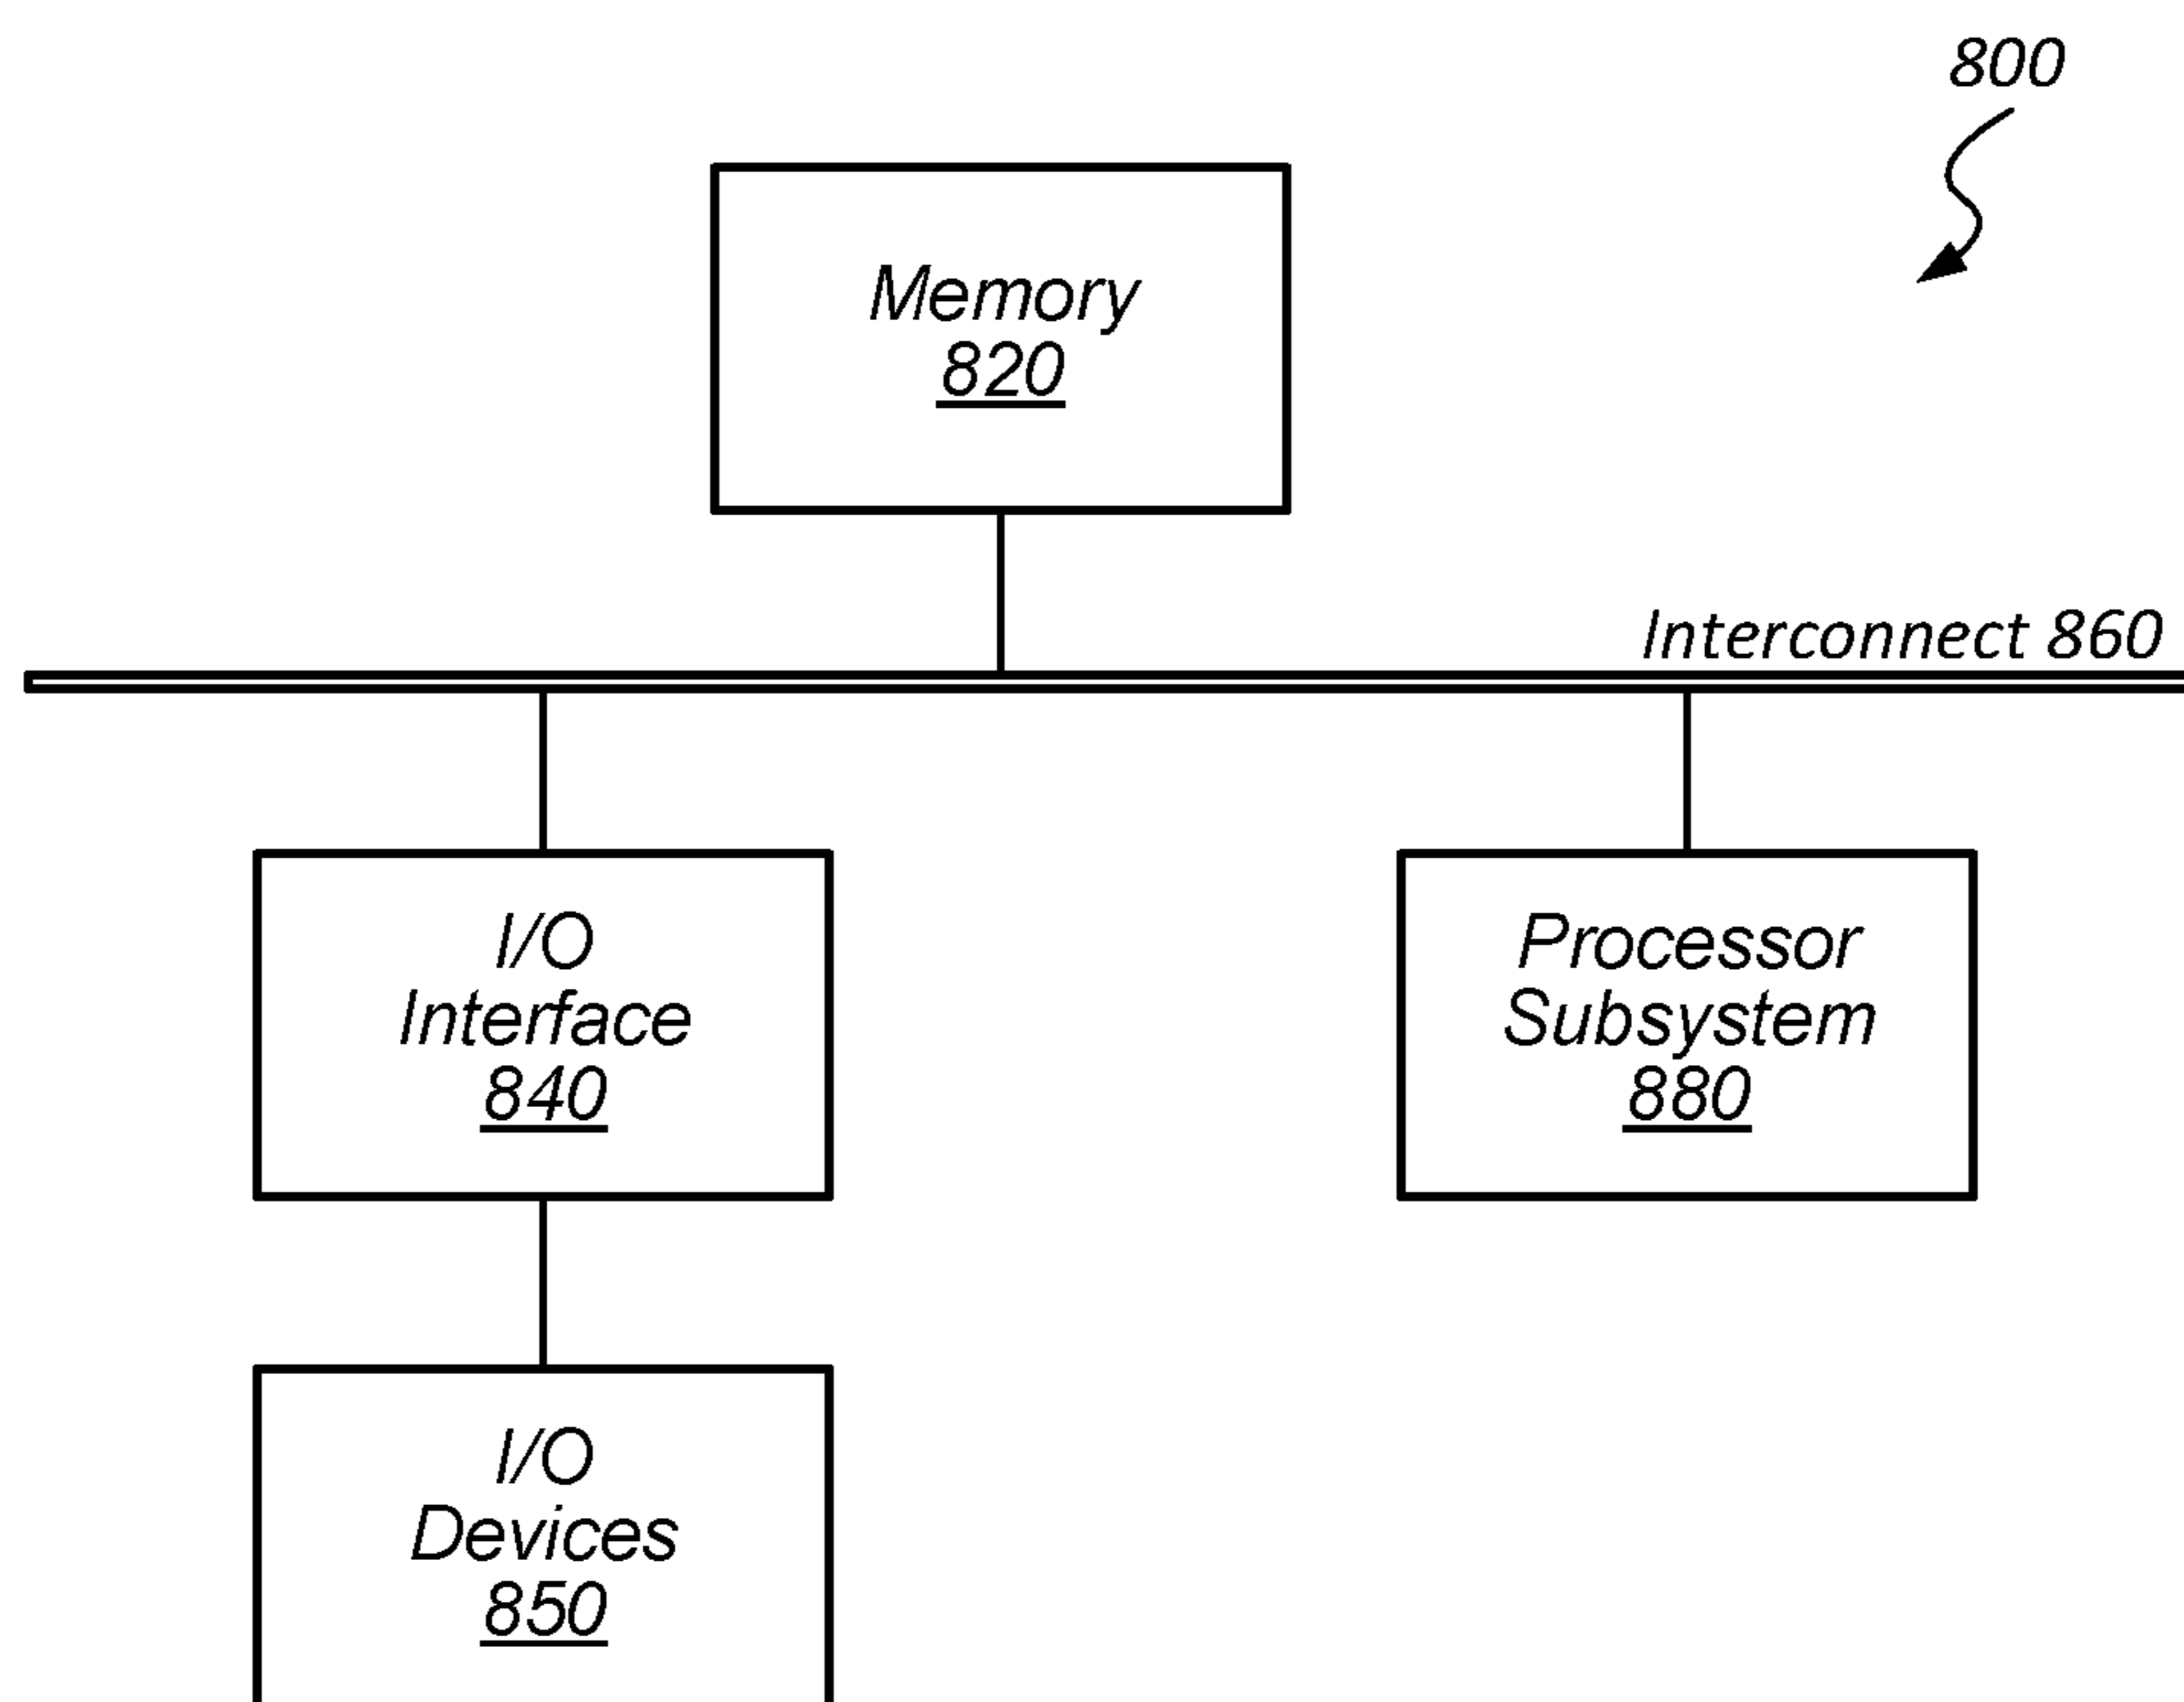 800
Memory
820
Interconnect 860
I/O
Interface
840
Processor
Subsystem
880
I/O
Devices
850